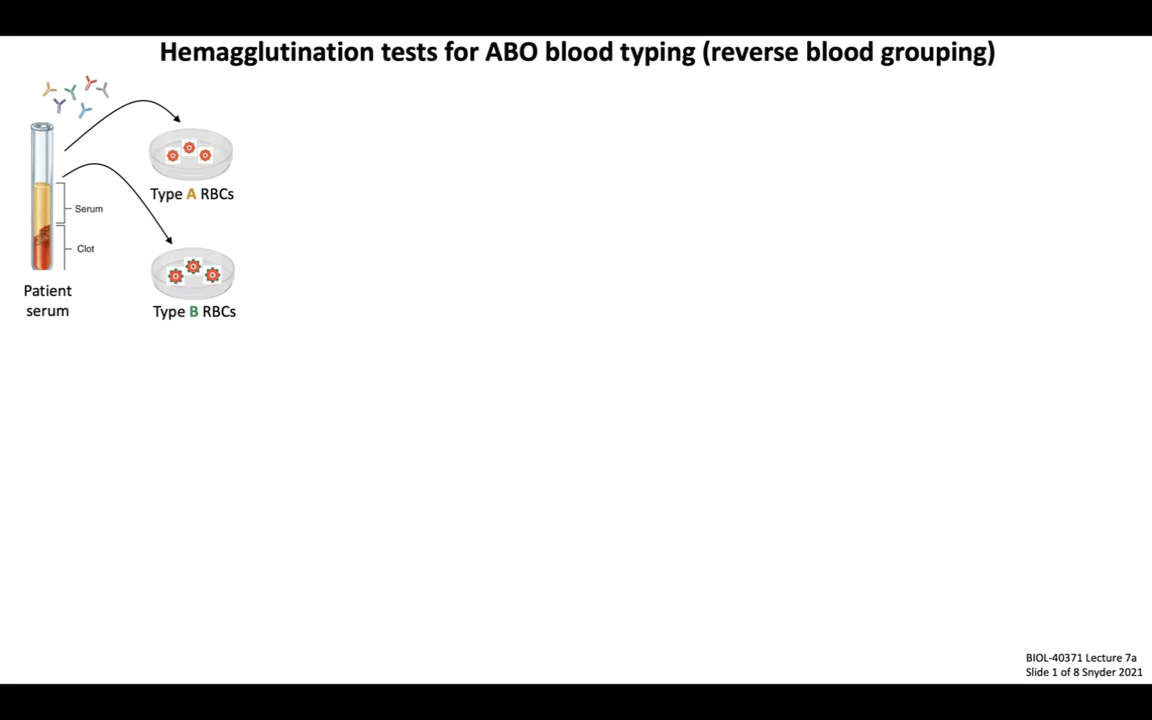 Hemagglutination tests for ABO blood typing (reverse blood grouping)
Type A RBCs
Serum
Clot
Patient
serum
Type B RBCs
BIOL-40371 Lecture 7a
Slide 1 of 8 Snyder 2021